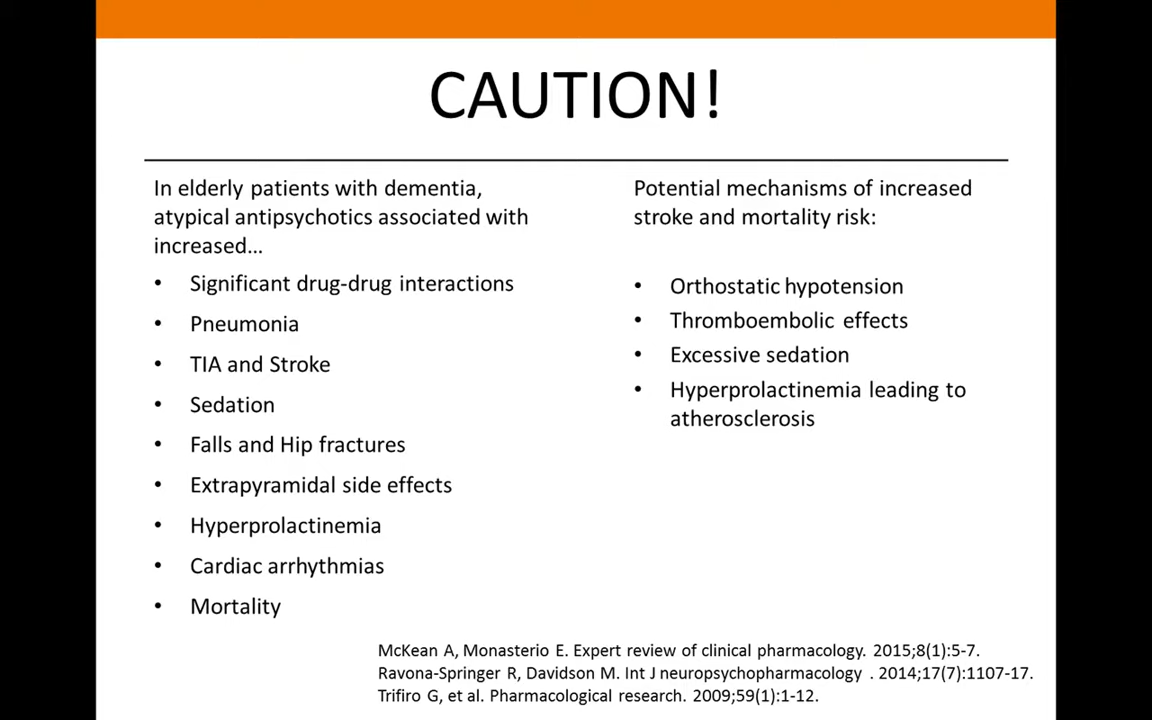 CAUTION!
In elderly patients with dementia,
atypical antipsychotics associated with
increased...
• Significant drug-drug interactions
• Pneumonia
• TIA and Stroke
• Sedation
• Falls and Hip fractures
• Extrapyramidal side effects
• Hyperprolactinemia
• Cardiac arrhythmias
• Mortality
Potential mechanisms of increased
stroke and mortality risk:
• Orthostatic hypotension
• Thromboembolic effects
• Excessive sedation
• Hyperprolactinemia leading to
atherosclerosis
McKean A, Monasterio E. Expert review of clinical pharmacology. 2015;8(1):5-7.
Ravona-Springer R, Davidson M. Int J neuropsychopharmacology . 2014;17(7):1107-17.
Trifiro G, et al. Pharmacological research. 2009;59(1):1-12.